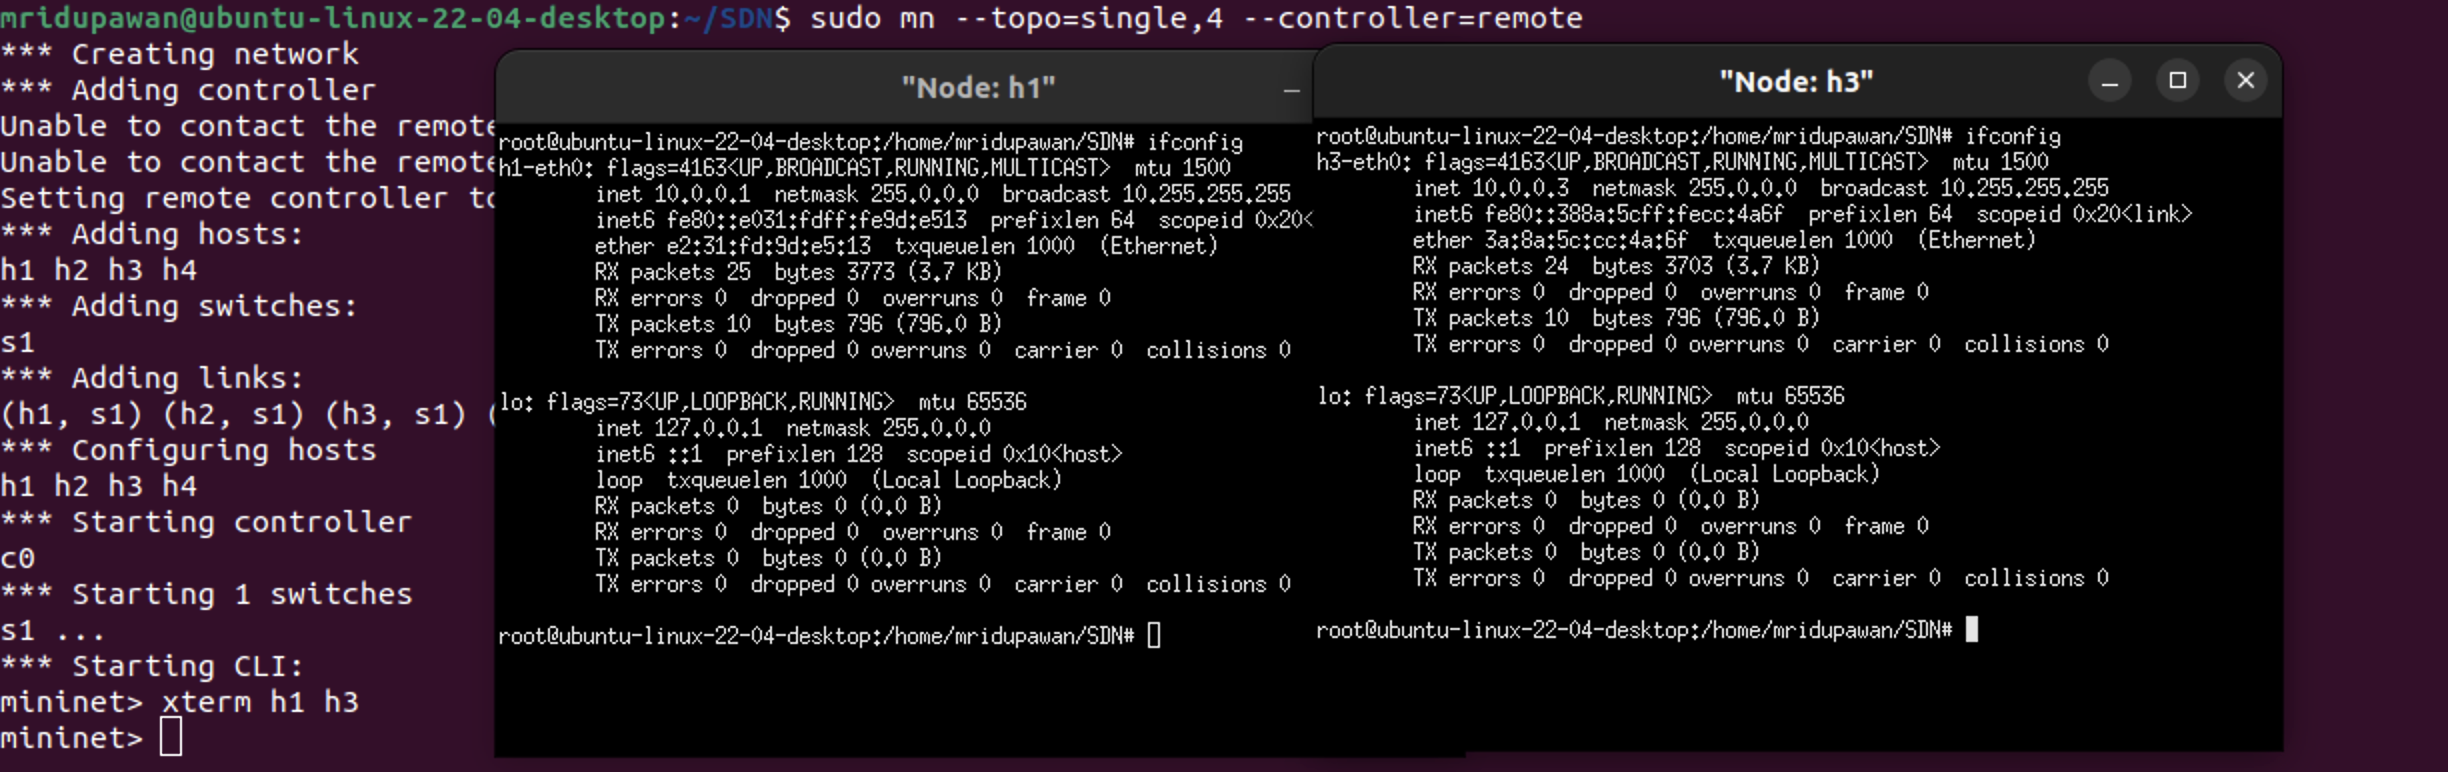 mridupawan@ubuntu-linux-22-04-desktop:~/SDN$ sudo mn --topo=single,4 --controller=remote
*** Creating network
*** Adding controller
Unable to contact the remote
Unable to contact the remote
Setting remote controller to
*** Adding hosts:
h1 h2 h3 h4
*** Adding switches:
s1
*** Adding links:
(h1, s1) (h2, s1) (h3, s1) (
*** Configuring hosts
h1 h2 h3 h4
*** Starting controller
c0
*** Starting 1 switches
s1 ...
*** Starting CLI:
mininet> xterm h1 h3
mininet>
"Node: h1"
root@ubuntu-linux-22-04-desktop:/home/mridupawan/SDN# ifconfig
h1-eth0: flags=4163<UP,BROADCAST,RUNNING,MULTICAST>  mtu 1500
inet 10.0.0.1  netmask 255.0.0.0  broadcast 10.255.255.255
inet6 fe80::e031:fdff:fe9d:e513  prefixlen 64  scopeid 0x20<
ether e2:31:fd:9d:e5:13  txqueuelen 1000  (Ethernet)
RX packets 25  bytes 3773 (3.7 KB)
RX errors 0  dropped 0  overruns 0  frame 0
TX packets 10  bytes 796 (796.0 B)
TX errors 0  dropped 0 overruns 0  carrier 0  collisions 0
lo: flags=73<UP,LOOPBACK,RUNNING>  mtu 65536
inet 127.0.0.1  netmask 255.0.0.0
inet6 ::1  prefixlen 128  scopeid 0x10<host>
loop  txqueuelen 1000  (Local Loopback)
RX packets 0  bytes 0 (0.0 B)
RX errors 0  dropped 0  overruns 0  frame 0
TX packets 0  bytes 0 (0.0 B)
TX errors 0  dropped 0 overruns 0  carrier 0  collisions 0
root@ubuntu-linux-22-04-desktop:/home/mridupawan/SDN#
"Node: h3"
root@ubuntu-linux-22-04-desktop:/home/mridupawan/SDN# ifconfig
h3-eth0: flags=4163<UP,BROADCAST,RUNNING,MULTICAST>  mtu 1500
inet 10.0.0.3  netmask 255.0.0.0  broadcast 10.255.255.255
inet6 fe80::388a:5cff:fecc:4a6f  prefixlen 64  scopeid 0x20<link>
ether 3a:8a:5c:cc:4a:6f  txqueuelen 1000  (Ethernet)
RX packets 24  bytes 3703 (3.7 KB)
RX errors 0  dropped 0  overruns 0  frame 0
TX packets 10  bytes 796 (796.0 B)
TX errors 0  dropped 0 overruns 0  carrier 0  collisions 0
lo: flags=73<UP,LOOPBACK,RUNNING>  mtu 65536
inet 127.0.0.1  netmask 255.0.0.0
inet6 ::1  prefixlen 128  scopeid 0x10<host>
loop  txqueuelen 1000  (Local Loopback)
RX packets 0  bytes 0 (0.0 B)
RX errors 0  dropped 0  overruns 0  frame 0
TX packets 0  bytes 0 (0.0 B)
TX errors 0  dropped 0 overruns 0  carrier 0  collisions 0
root@ubuntu-linux-22-04-desktop:/home/mridupawan/SDN#